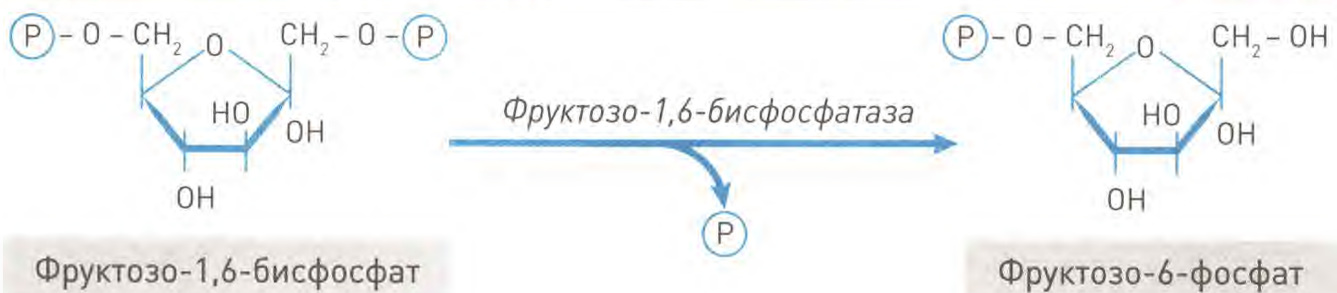 P – O – CH2 O CH2 – O – P
HO
OH
OH
Фруктозо-1,6-бисфосфат
Фруктозо-1,6-бисфосфатаза
P
P – O – CH2 O CH2 – OH
HO
OH
OH
Фруктозо-6-фосфат